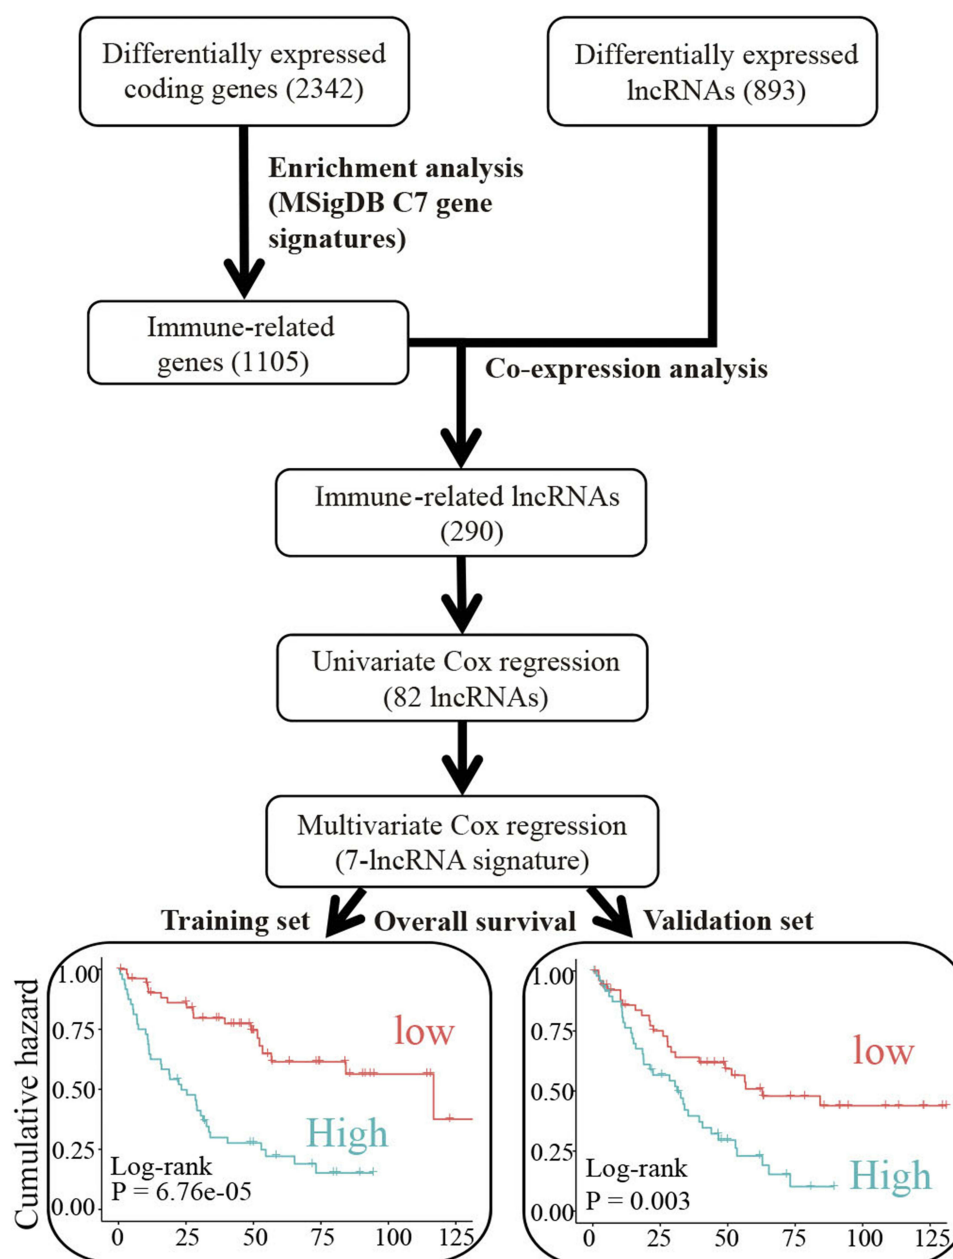 Differentially expressed
coding genes (2342)
Differentially expressed
lncRNAs (893)
Enrichment analysis
(MSigDB C7 gene
signatures)
Immune-related
genes (1105)
Co-expression analysis
Immune-related lncRNAs
(290)
Univariate Cox regression
(82 lncRNAs)
Multivariate Cox regression
(7-lncRNA signature)
Training set
Overall survival
Validation set
Cumulative hazard
1.00
0.75
0.50
0.25
0.00
low
High
Log-rank
P = 6.76e-05
0 25 50 75 100 125
1.00
0.75
0.50
0.25
0.00
low
High
Log-rank
P = 0.003
0 25 50 75 100 125